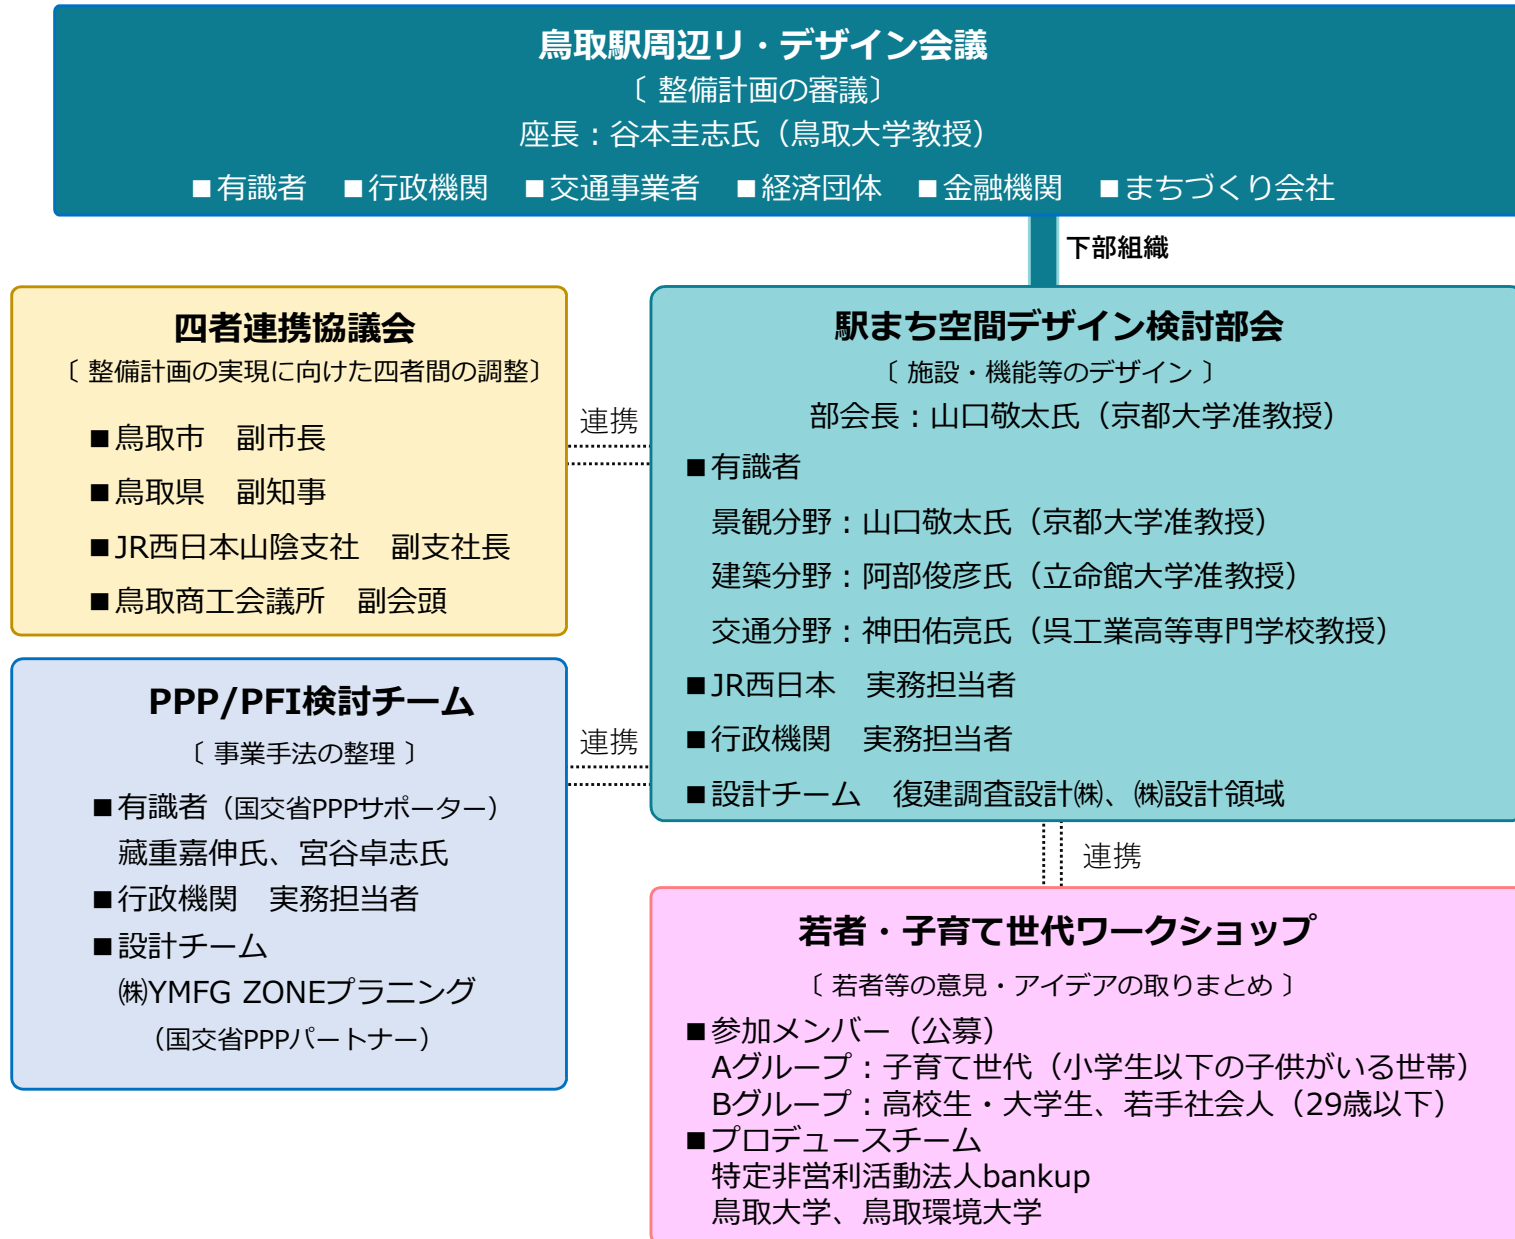 鳥取駅周辺リ・デザイン会議
〔 整備計画の審議〕
座長：谷本圭志氏（鳥取大学教授）
■有識者　■行政機関　■交通事業者　■経済団体　■金融機関　■まちづくり会社
下部組織
四者連携協議会
〔 整備計画の実現に向けた四者間の調整〕
■鳥取市　副市長
■鳥取県　副知事
■JR西日本山陰支社　副支社長
■鳥取商工会議所　副会頭
連携
駅まち空間デザイン検討部会
〔 施設・機能等のデザイン 〕
部会長：山口敬太氏（京都大学准教授）
■有識者
景観分野：山口敬太氏（京都大学准教授）
建築分野：阿部俊彦氏（立命館大学准教授）
交通分野：神田佑亮氏（呉工業高等専門学校教授）
■JR西日本　実務担当者
■行政機関　実務担当者
■設計チーム　復建調査設計㈱、㈱設計領域
PPP/PFI検討チーム
〔 事業手法の整理 〕
■有識者（国交省PPPサポーター）
藏重嘉伸氏、宮谷卓志氏
■行政機関　実務担当者
■設計チーム
㈱YMFG ZONEプラニング
（国交省PPPパートナー）
連携
連携
若者・子育て世代ワークショップ
〔 若者等の意見・アイデアの取りまとめ 〕
■参加メンバー（公募）
Aグループ：子育て世代（小学生以下の子供がいる世帯）
Bグループ：高校生・大学生、若手社会人（29歳以下）
■プロデュースチーム
特定非営利活動法人bankup
鳥取大学、鳥取環境大学